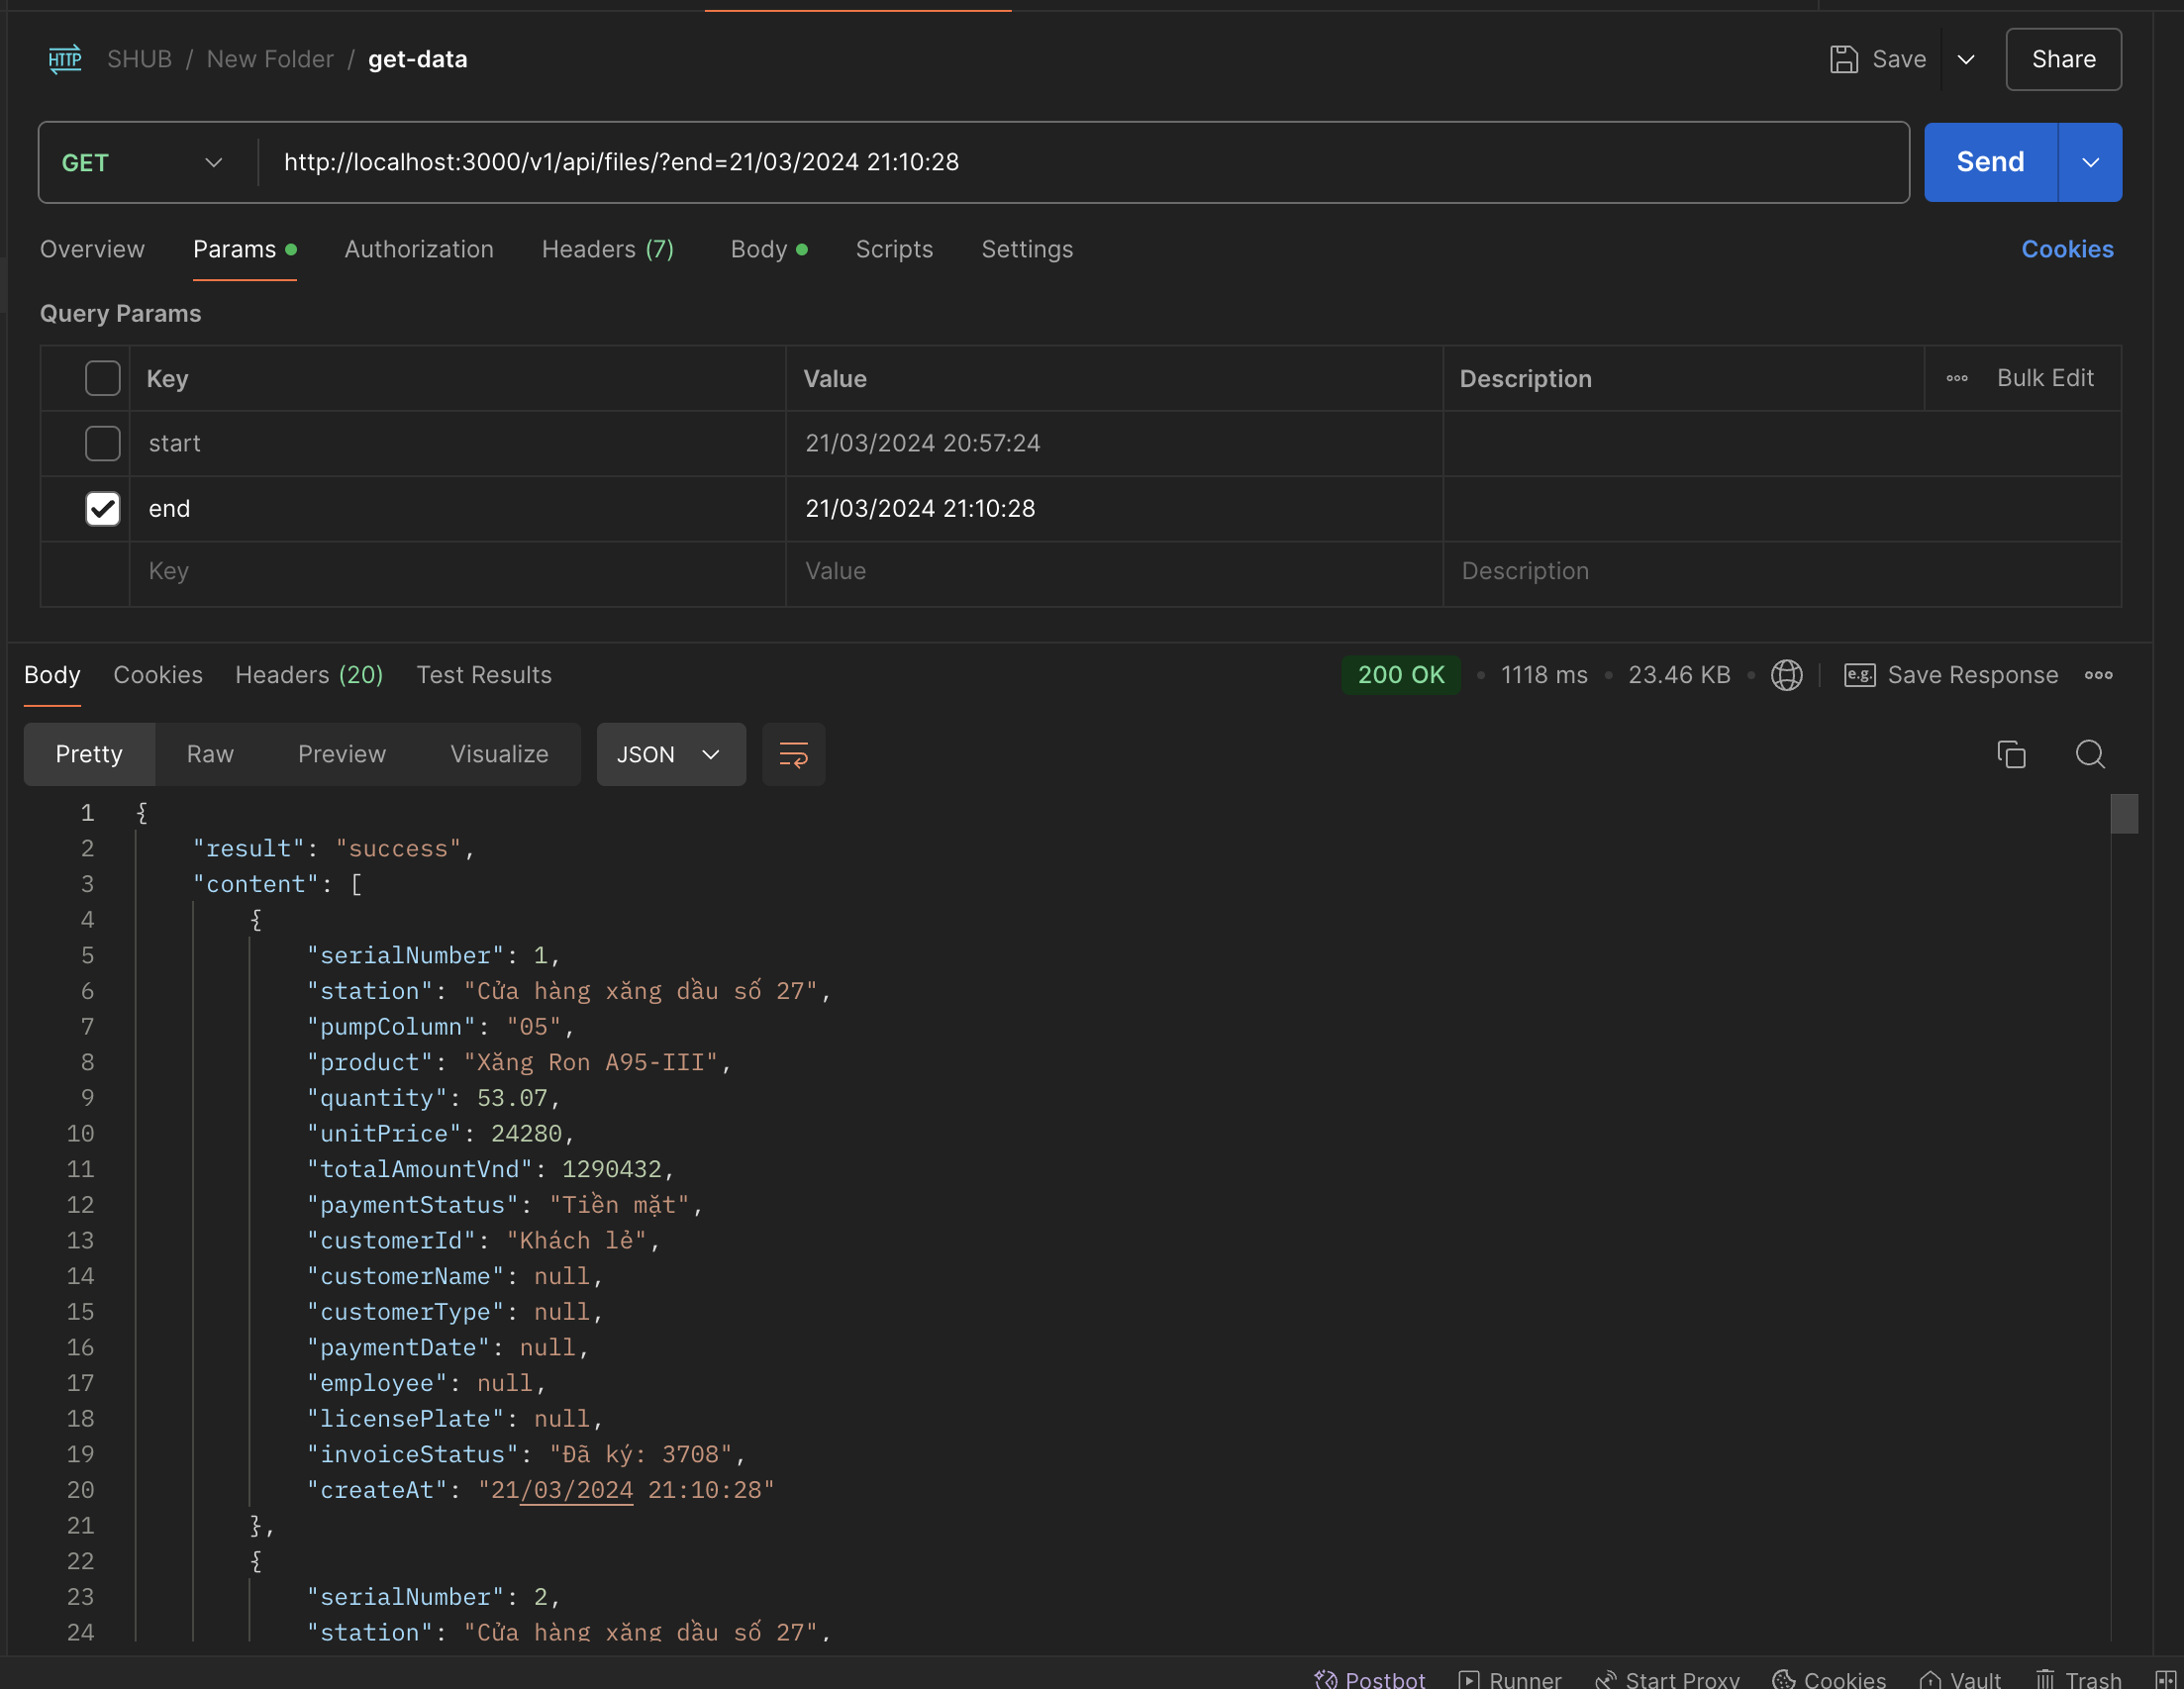 HTTP SHUB / New Folder / get-data Save Share
GET http://localhost:3000/v1/api/files/?end=21/03/2024 21:10:28 Send
Overview Params Authorization Headers (7) Body Scripts Settings Cookies
Query Params
Key Value Description Bulk Edit
start 21/03/2024 20:57:24
end 21/03/2024 21:10:28
Key Value Description
Body Cookies Headers (20) Test Results 200 OK 1118 ms 23.46 KB e.g. Save Response
Pretty Raw Preview Visualize JSON
1 {
2 "result": "success",
3 "content": [
4 {
5 "serialNumber": 1,
6 "station": "Cửa hàng xăng dầu số 27",
7 "pumpColumn": "05",
8 "product": "Xăng Ron A95-III",
9 "quantity": 53.07,
10 "unitPrice": 24280,
11 "totalAmountVnd": 1290432,
12 "paymentStatus": "Tiền mặt",
13 "customerId": "Khách lẻ",
14 "customerName": null,
15 "customerType": null,
16 "paymentDate": null,
17 "employee": null,
18 "licensePlate": null,
19 "invoiceStatus": "Đã ký: 3708",
20 "createAt": "21/03/2024 21:10:28"
21 },
22 {
23 "serialNumber": 2,
24 "station": "Cửa hàng xăng dầu số 27",
Postbot Runner Start Proxy Cookies Vault Trash